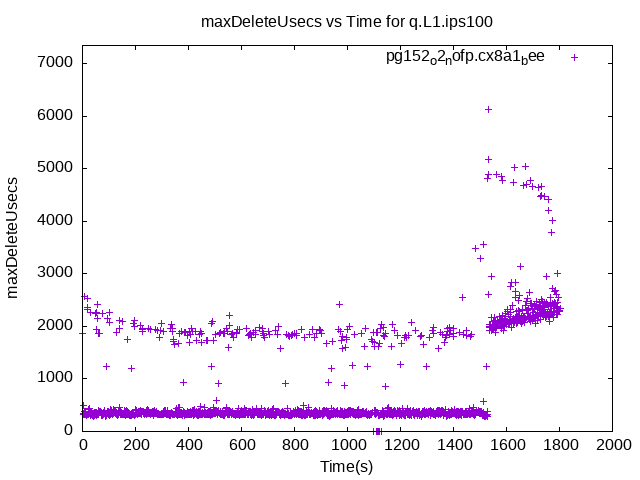 maxDeleteUsecs vs Time for q.L1.ips100
pg152o2nofp.cx8a1bee
maxDeleteUsecs
7000
6000
5000
4000
3000
2000
1000
0
0 200 400 600 800 1000 1200 1400 1600 1800 2000
Time(s)